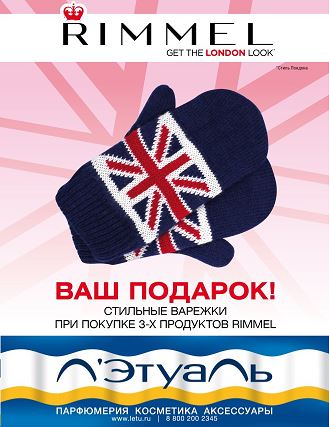 RIMMEL
GET THE LONDON LOOK*
*Стиль Лондона
ВАШ ПОДАРОК!
СТИЛЬНЫЕ ВАРЕЖКИ
ПРИ ПОКУПКЕ 3-Х ПРОДУКТОВ RIMMEL
Л'ЭТУАЛЬ
ПАРФЮМЕРИЯ КОСМЕТИКА АКСЕССУАРЫ
www.letu.ru | 8 800 200 2345